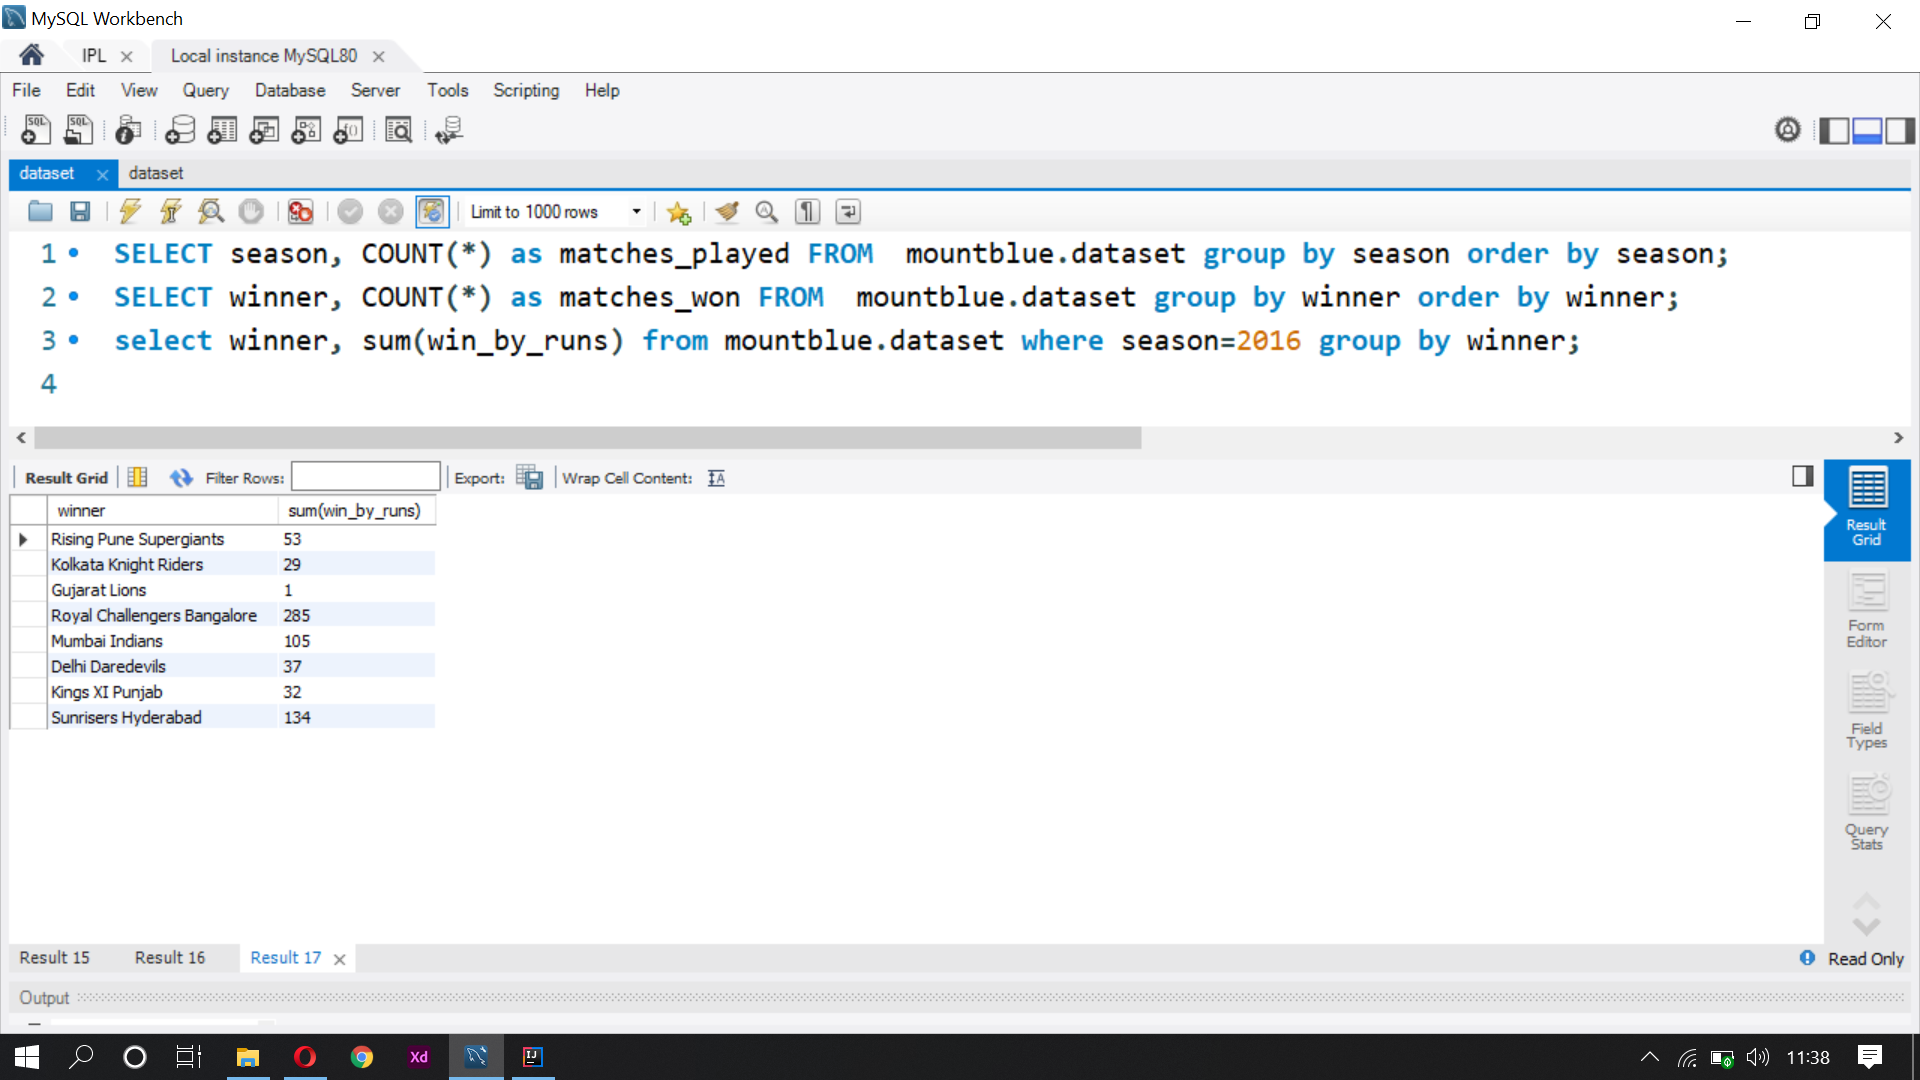 MySQL Workbench
IPL
Local instance MySQL80
File Edit View Query Database Server Tools Scripting Help
SQL SQL
dataset dataset
Limit to 1000 rows
1 SELECT season, COUNT(*) as matches_played FROM  mountblue.dataset group by season order by season;
2 SELECT winner, COUNT(*) as matches_won FROM  mountblue.dataset group by winner order by winner;
3 select winner, sum(win_by_runs) from mountblue.dataset where season=2016 group by winner;
4
Result Grid Filter Rows: Export: Wrap Cell Content:
winner sum(win_by_runs)
Rising Pune Supergiants 53
Kolkata Knight Riders 29
Gujarat Lions 1
Royal Challengers Bangalore 285
Mumbai Indians 105
Delhi Daredevils 37
Kings XI Punjab 32
Sunrisers Hyderabad 134
Result
Grid
Form
Editor
Field
Types
Query
Stats
Result 15 Result 16 Result 17
Read Only
Output
Xd
IJ
11:38